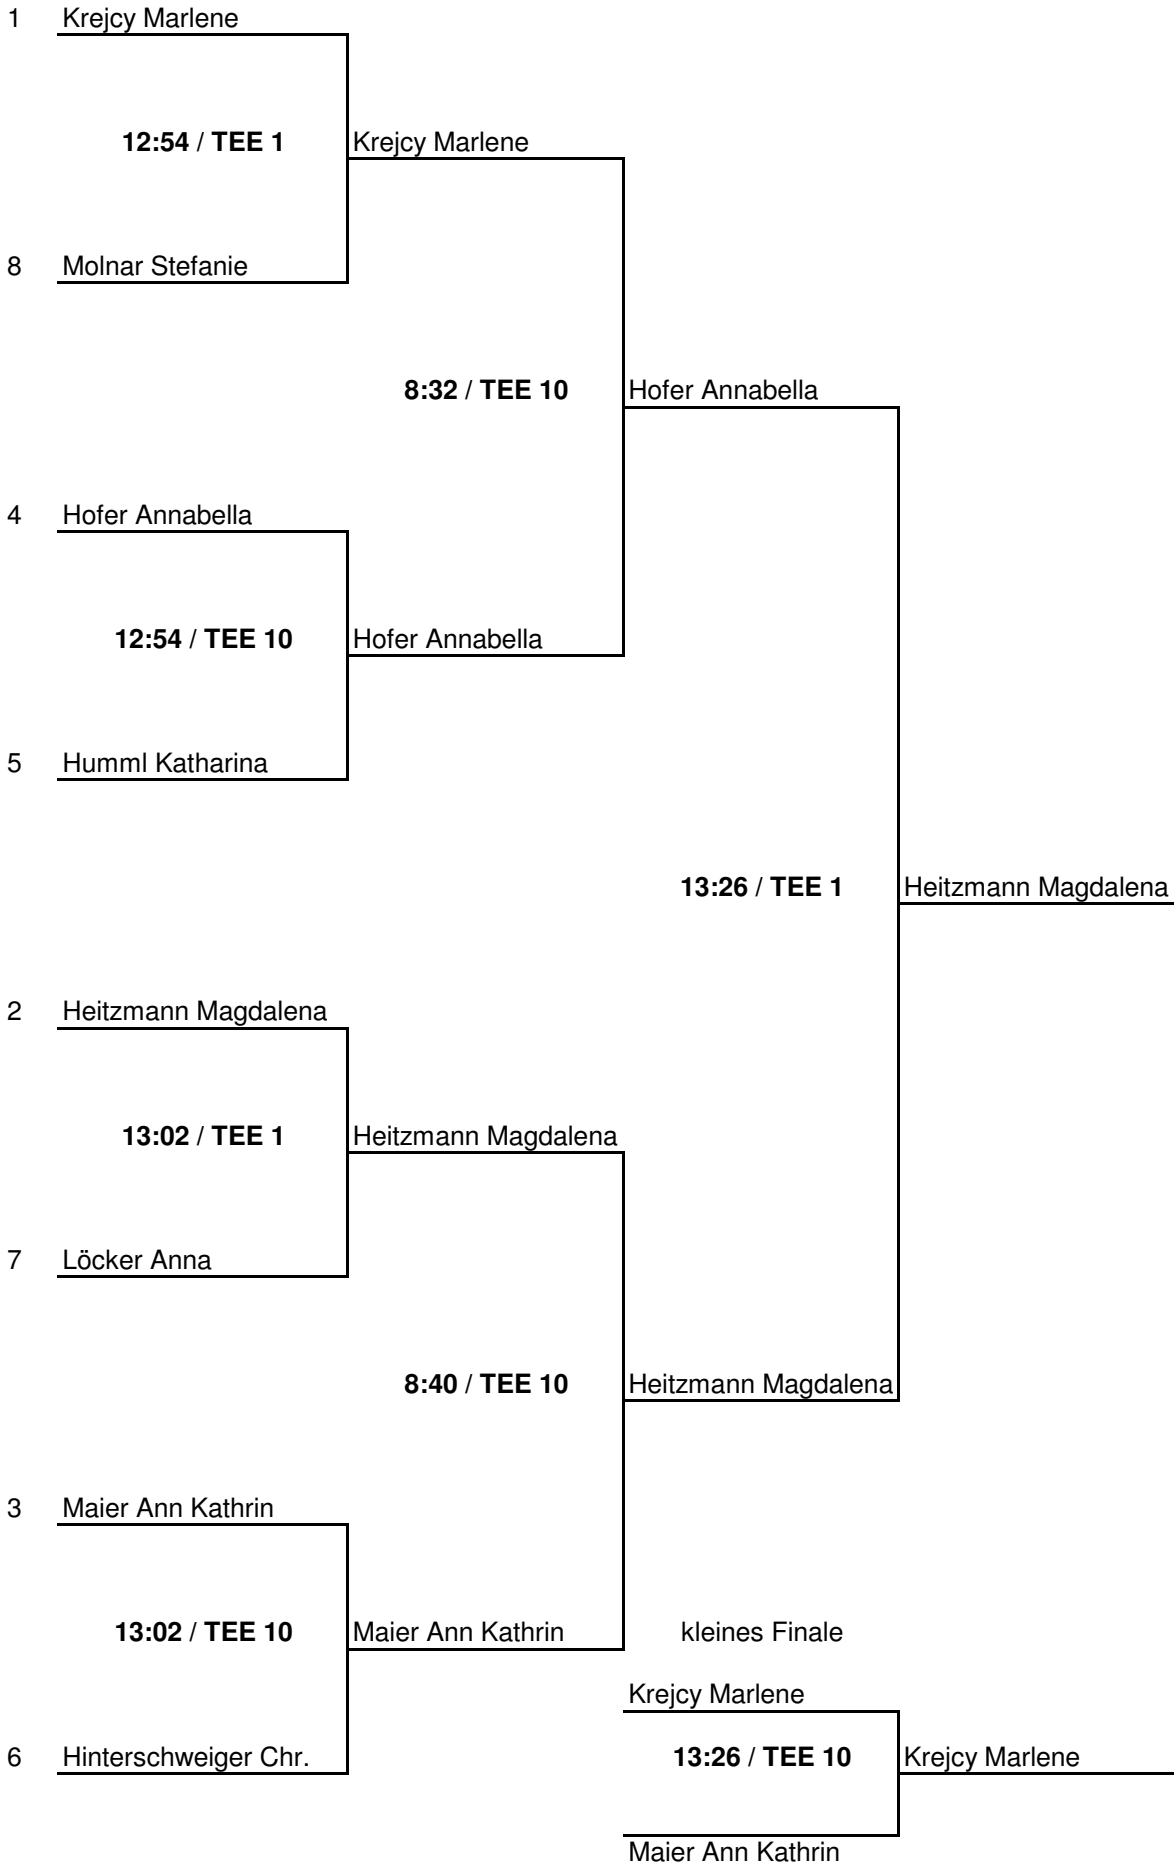 1 Krejcy Marlene
12:54 / TEE 1 Krejcy Marlene
8 Molnar Stefanie
8:32 / TEE 10 Hofer Annabella
4 Hofer Annabella
12:54 / TEE 10 Hofer Annabella
5 Humml Katharina
13:26 / TEE 1 Heitzmann Magdalena
2 Heitzmann Magdalena
13:02 / TEE 1 Heitzmann Magdalena
7 Löcker Anna
8:40 / TEE 10 Heitzmann Magdalena
3 Maier Ann Kathrin
13:02 / TEE 10 Maier Ann Kathrin kleines Finale
Krejcy Marlene
6 Hinterschweiger Chr. 13:26 / TEE 10 Krejcy Marlene
Maier Ann Kathrin